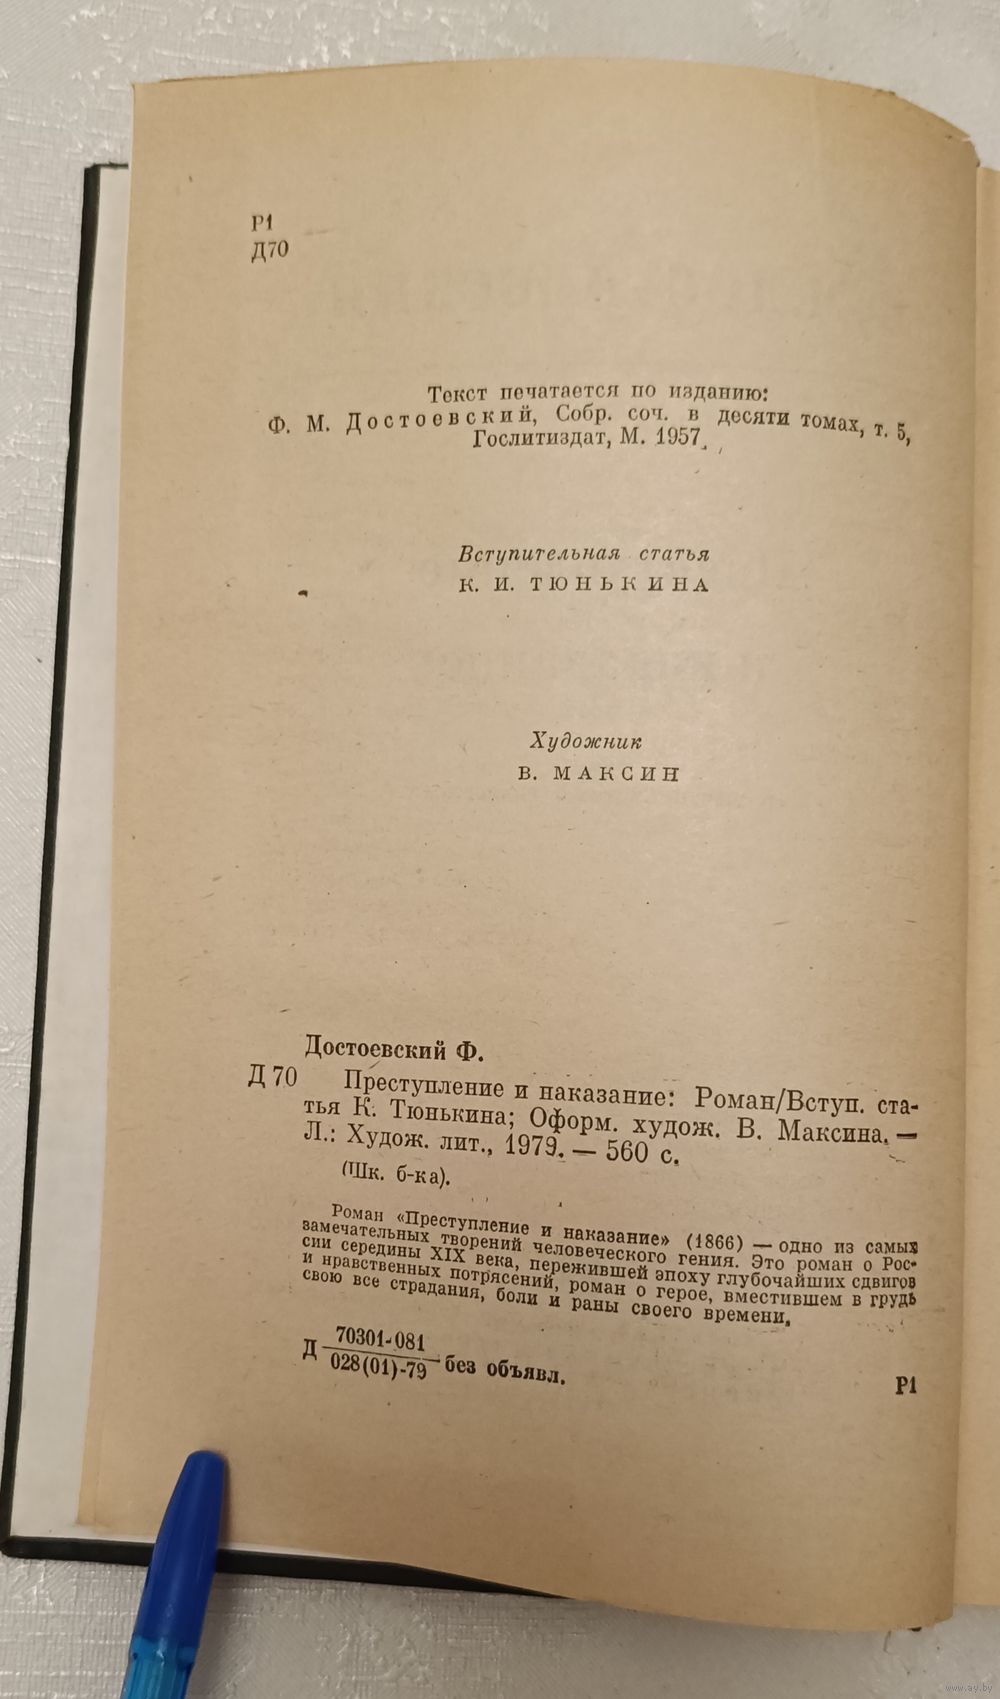 Р1
Д70
Текст печатается по изданию:
Ф. М. Достоевский, Собр. соч. в десяти томах, т. 5,
Гослитиздат, М. 1957.
Вступительная статья
К. И. ТЮНЬКИНА
Художник
В. МАКСИН
Достоевский Ф.
Д 70 Преступление и наказание: Роман/Вступ. ста-
тья К. Тюнькина; Оформ. худож. В. Максина. —
Л.: Худож. лит., 1979. — 560 с.
(Шк. б-ка).
Роман «Преступление и наказание» (1866) — одно из самых
замечательных творений человеческого гения. Это роман о Рос-
сии середины XIX века, пережившей эпоху глубочайших сдвигов
и нравственных потрясений, роман о герое, вместившем в грудь
свою все страдания, боли и раны своего времени.
70301-081
Д 028(01)-79 без объявл.
Р1
www.ay.by